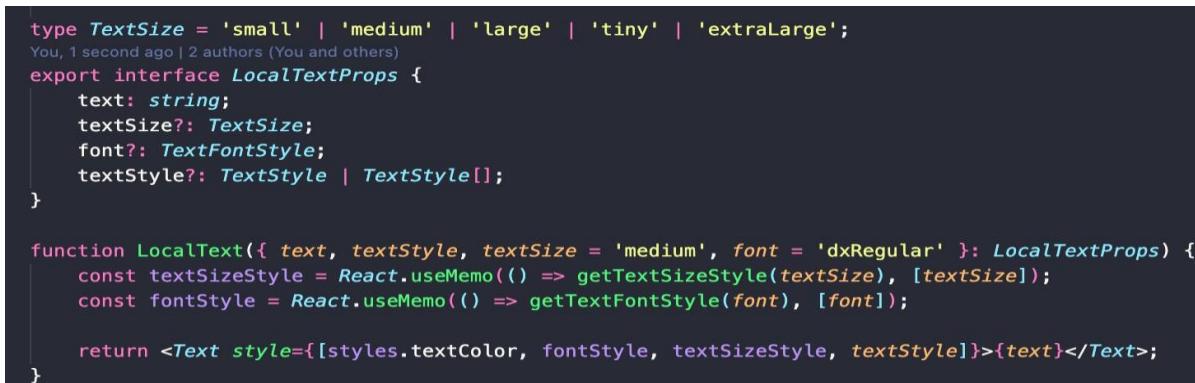 type TextSize = 'small' | 'medium' | 'large' | 'tiny' | 'extraLarge';
You, 1 second ago | 2 authors (You and others)
export interface LocalTextProps {
    text: string;
    textSize?: TextSize;
    font?: TextFontStyle;
    textStyle?: TextStyle | TextStyle[];
}
function LocalText({ text, textStyle, textSize = 'medium', font = 'dxRegular' }: LocalTextProps) {
    const textSizeStyle = React.useMemo(() => getTextSizeStyle(textSize), [textSize]);
    const fontStyle = React.useMemo(() => getTextFontStyle(font), [font]);
    return <Text style={[styles.textColor, fontStyle, textSizeStyle, textStyle]}>{text}</Text>;
}